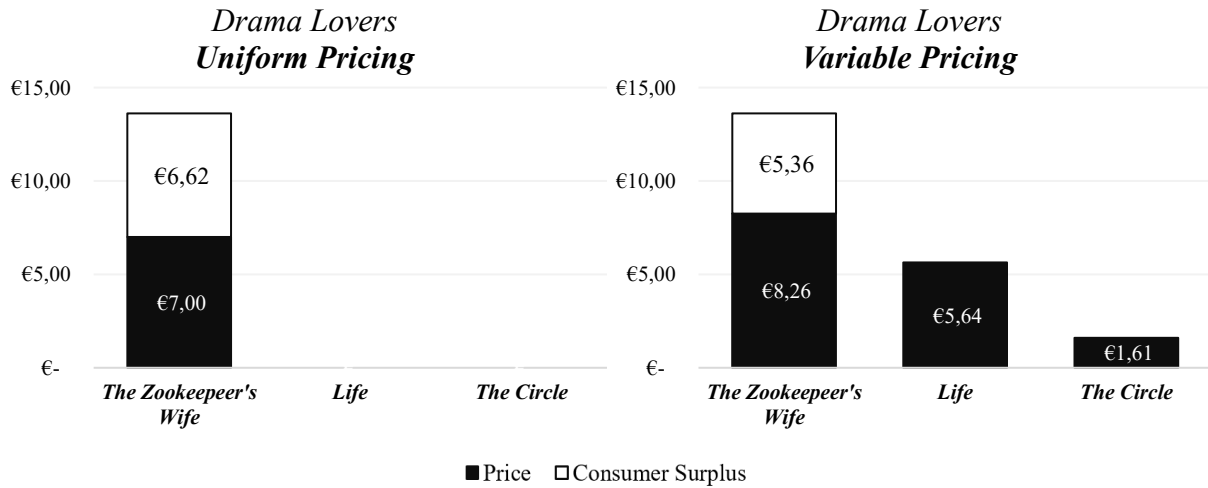 Drama Lovers
Uniform Pricing
€15,00
€10,00
€5,00
€-
€6,62
€7,00
The Zookepeer's
Wife
Life
The Circle
Drama Lovers
Variable Pricing
€15,00
€10,00
€5,00
€-
€5,36
€8,26
€5,64
€1,61
The Zookepeer's
Wife
Life
The Circle
Price
Consumer Surplus